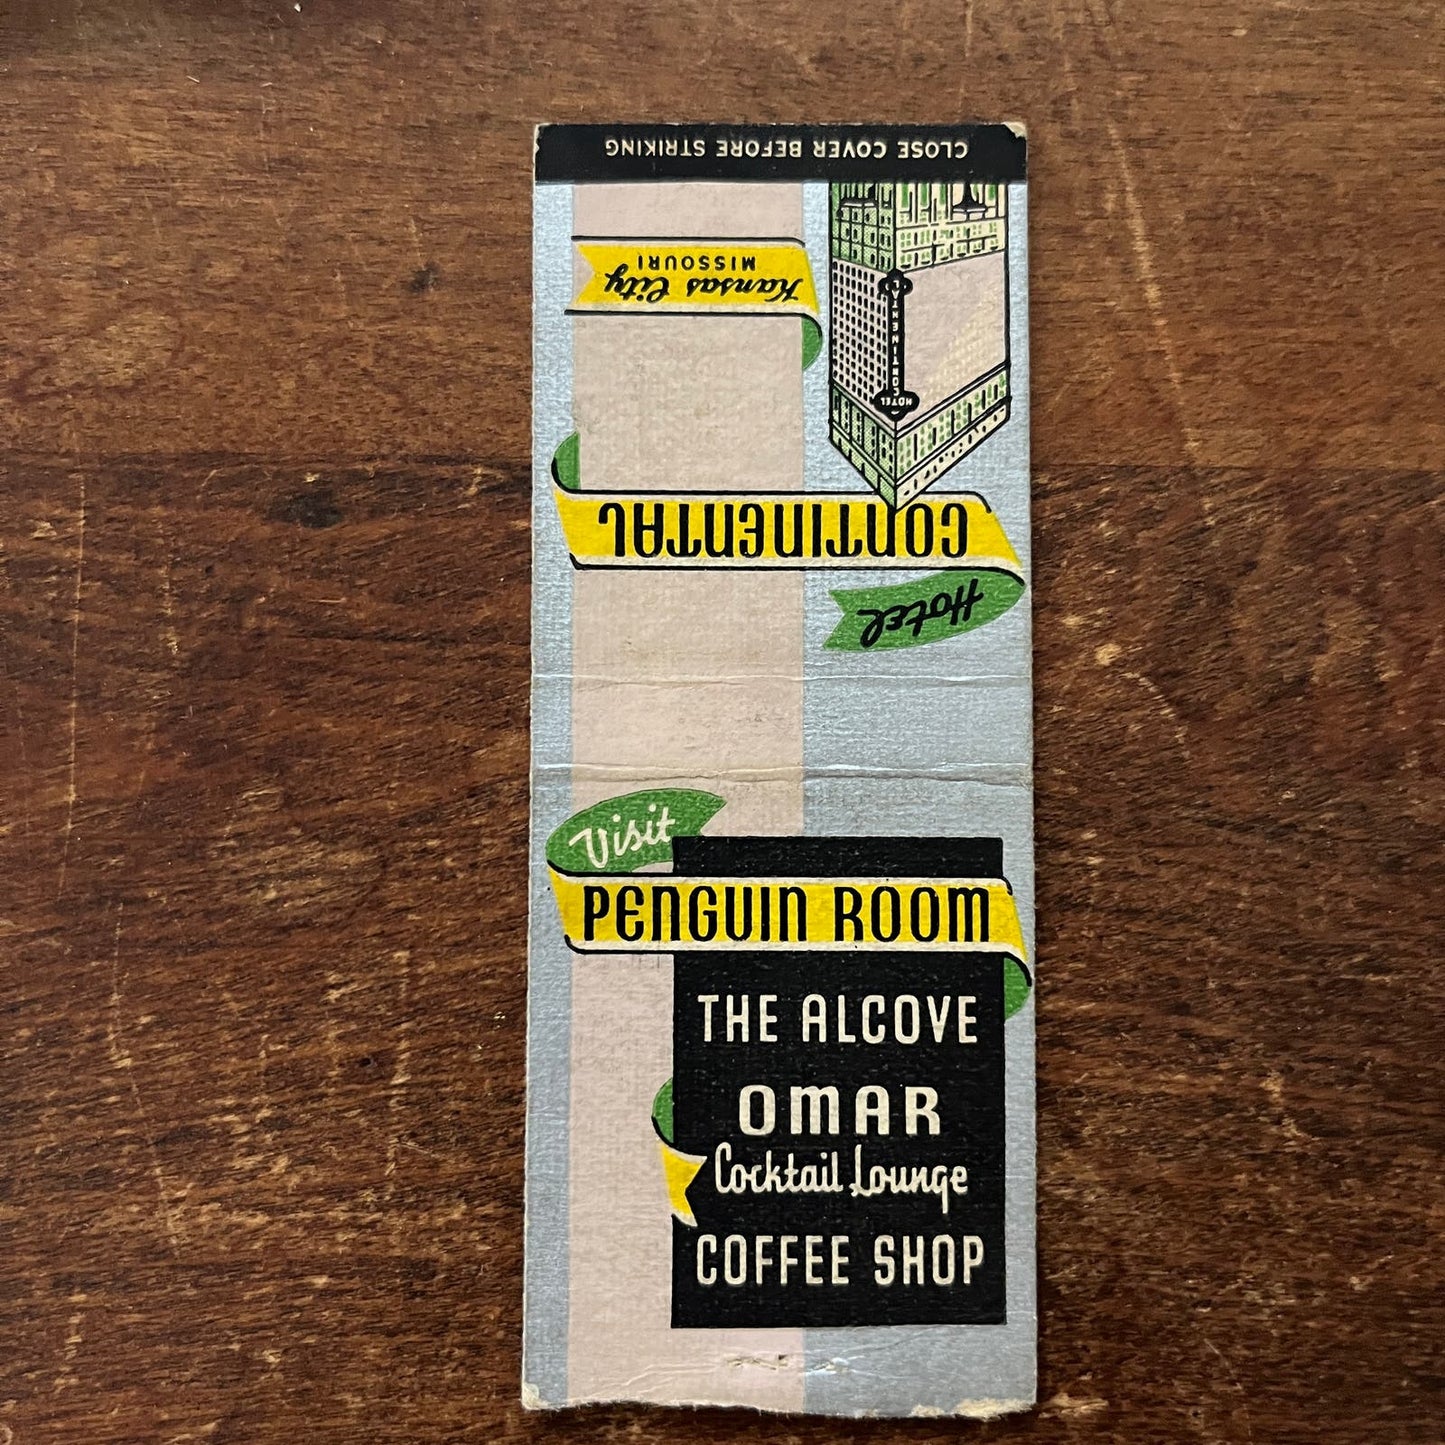 CLOSE COVER BEFORE STRIKING
Kansas City
MISSOURI
HOTEL
CONTINENTAL
Hotel
CONTINENTAL
Visit
PENGUIN ROOM
THE ALCOVE
OMAR
Cocktail Lounge
COFFEE SHOP